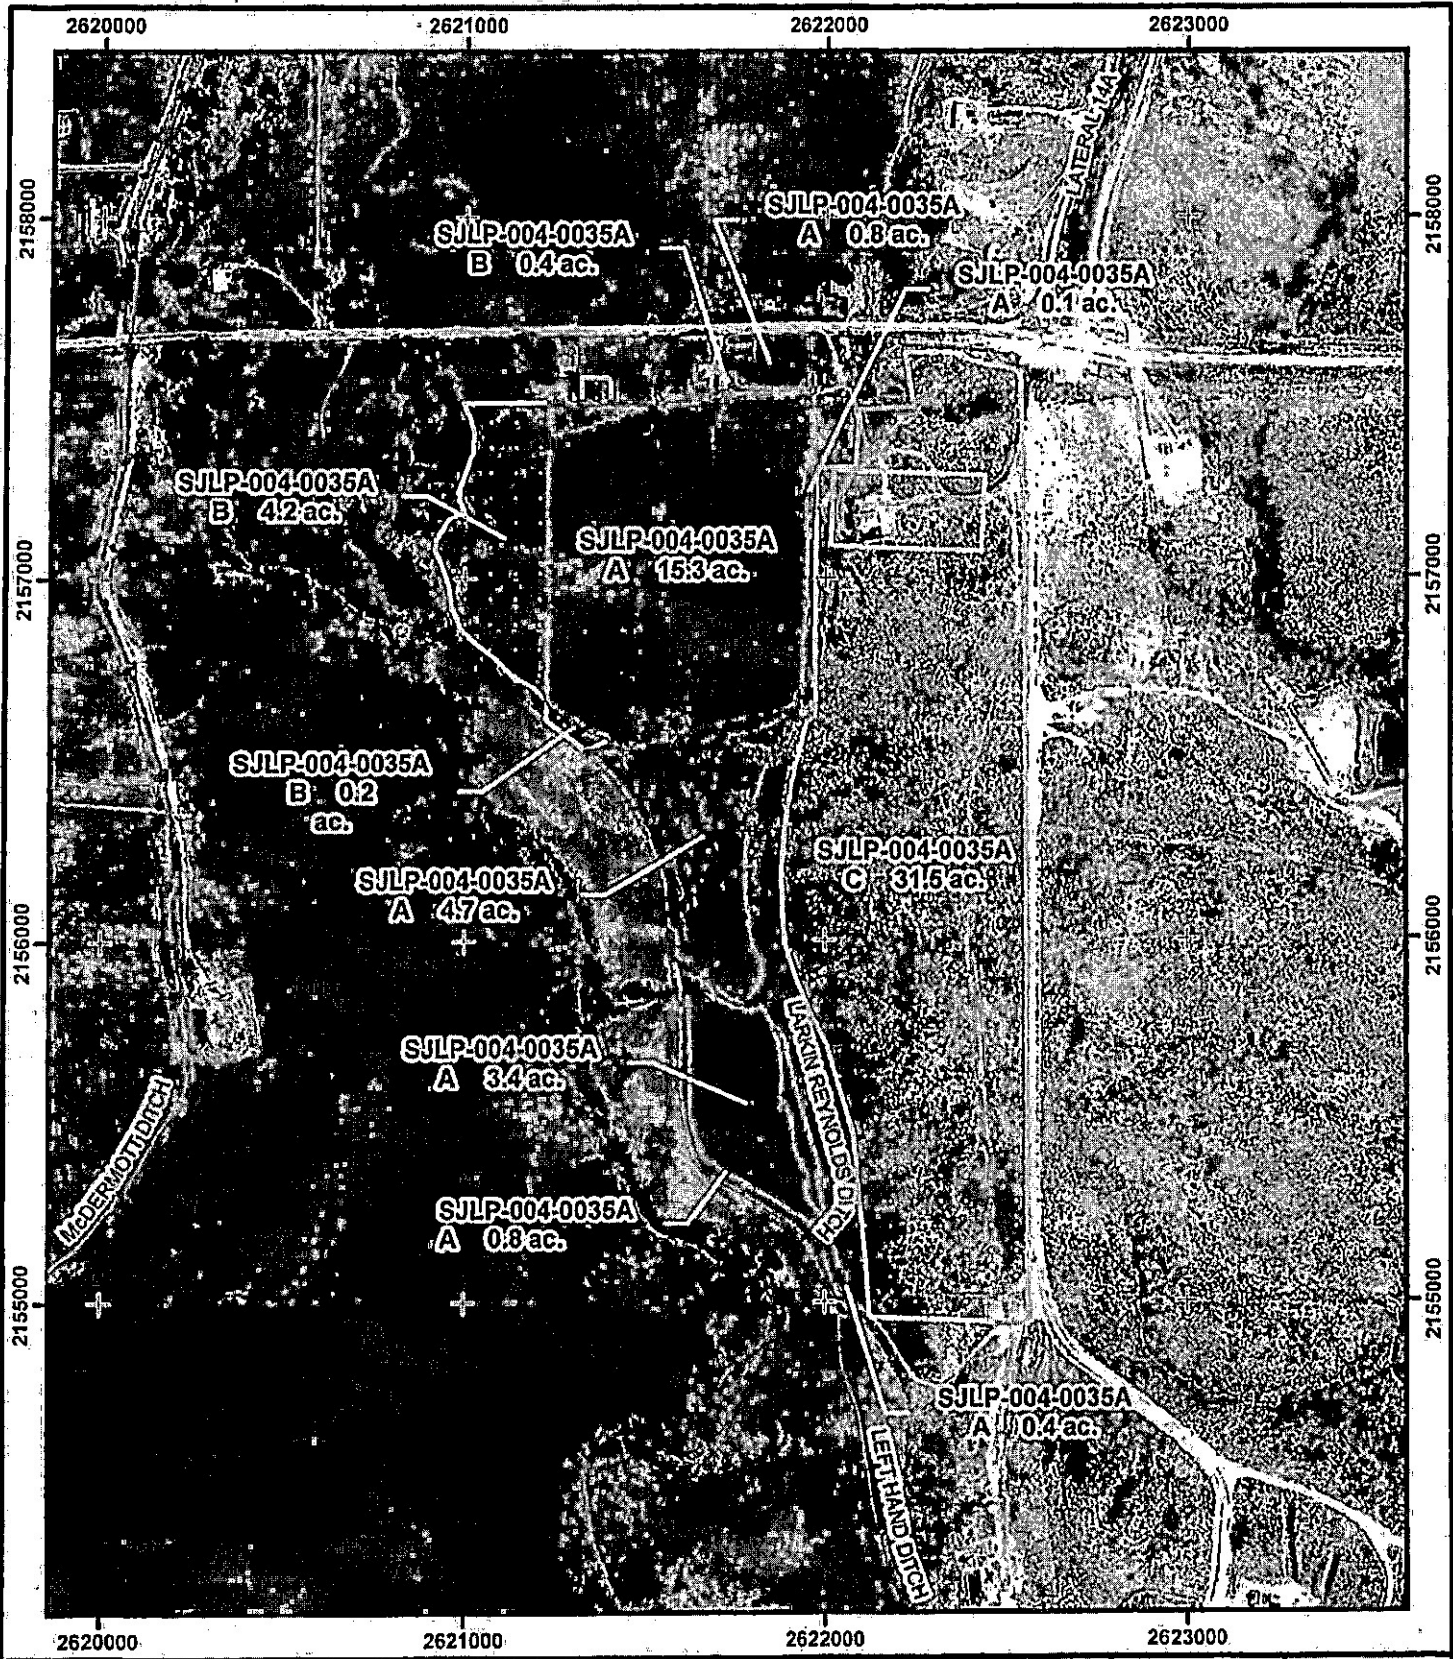 2620000 2621000 2622000 2623000
LATERAL 14A
2158000
2158000
SJLP-004-0035A
A 0.8 ac.
SJLP-004-0035A
B 0.4 ac.
SJLP-004-0035A
A 0.1 ac.
SJLP-004-0035A
B 4.2 ac.
SJLP-004-0035A
A 15.3 ac.
2157000
2157000
SJLP-004-0035A
B 0.2
ac.
SJLP-004-0035A
A 4.7 ac.
SJLP-004-0035A
C 31.5 ac.
2156000
2156000
LARKIN REYNOLDS DITCH
SJLP-004-0035A
A 3.4 ac.
McDERMOTT DITCH
SJLP-004-0035A
A 0.8 ac.
2155000
2155000
SJLP-004-0035A
A 0.4 ac.
LEFTHAND DITCH
2620000 2621000 2622000 2623000